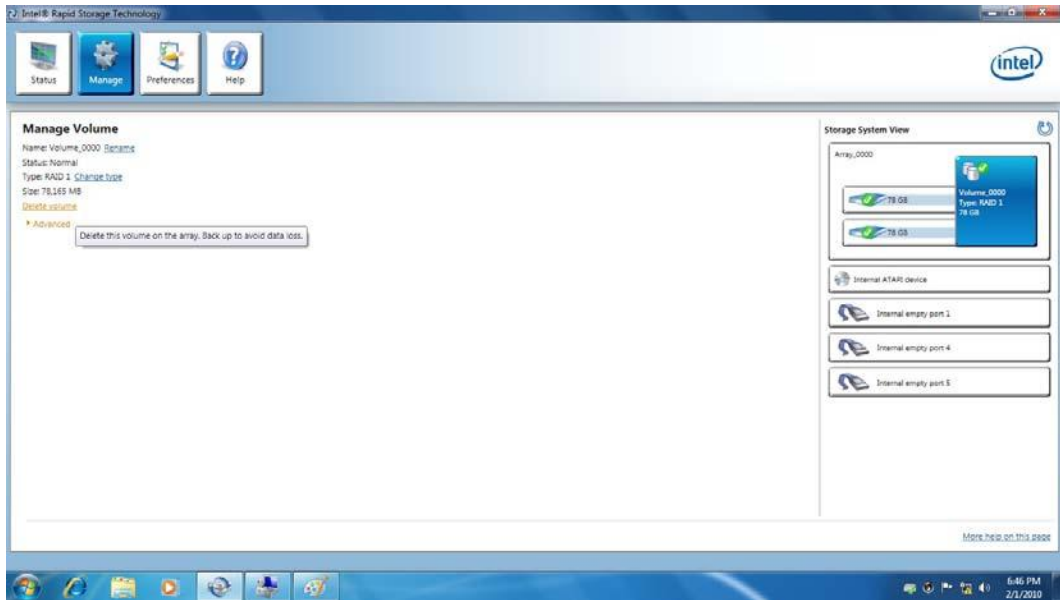 Intel® Rapid Storage Technology
Status
Manage
Preferences
Help
intel
Manage Volume
Name: Volume_0000 Rename
Status: Normal
Type: RAID 1 Change type
Size: 78,165 MB
Delete volume
Advanced
Delete this volume on the array. Back up to avoid data loss.
Storage System View
Array_0000
78 GB
78 GB
Volume_0000
Type: RAID 1
78 GB
Internal ATAPI device
Internal empty port 1
Internal empty port 4
Internal empty port 5
More help on this page
6:46 PM
2/1/2010